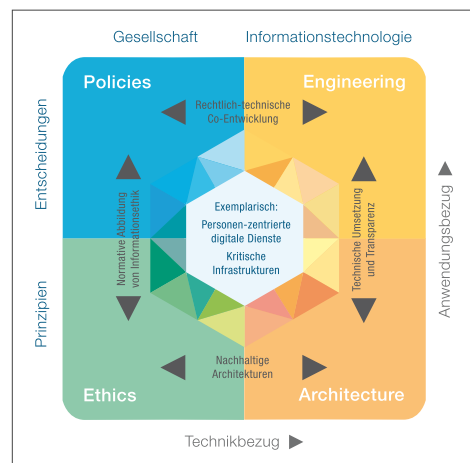 Gesellschaft
Informationstechnologie
Policies
Engineering
Rechtlich-technische
Co-Entwicklung
Entscheidungen
Prinzipien
Normative Abbildung
von Informationsethik
Exemplarisch:
Personen-zentrierte
digitale Dienste
Kritische
Infrastrukturen
Technische Umsetzung
und Transparenz
Anwendungsbezug
Nachhaltige
Architekturen
Ethics
Architecture
Technikbezug